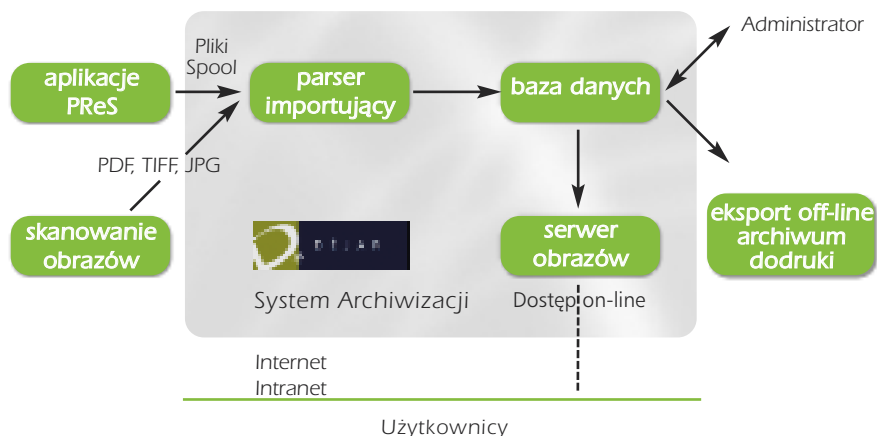 Administrator
Pliki
Spool
aplikacje
PReS
parser
importujący
baza danych
PDF, TIFF, JPG
skanowanie
obrazów
serwer
obrazów
eksport off-line
archiwum
dodruki
System Archiwizacji
Dostęp on-line
Internet
Intranet
Użytkownicy